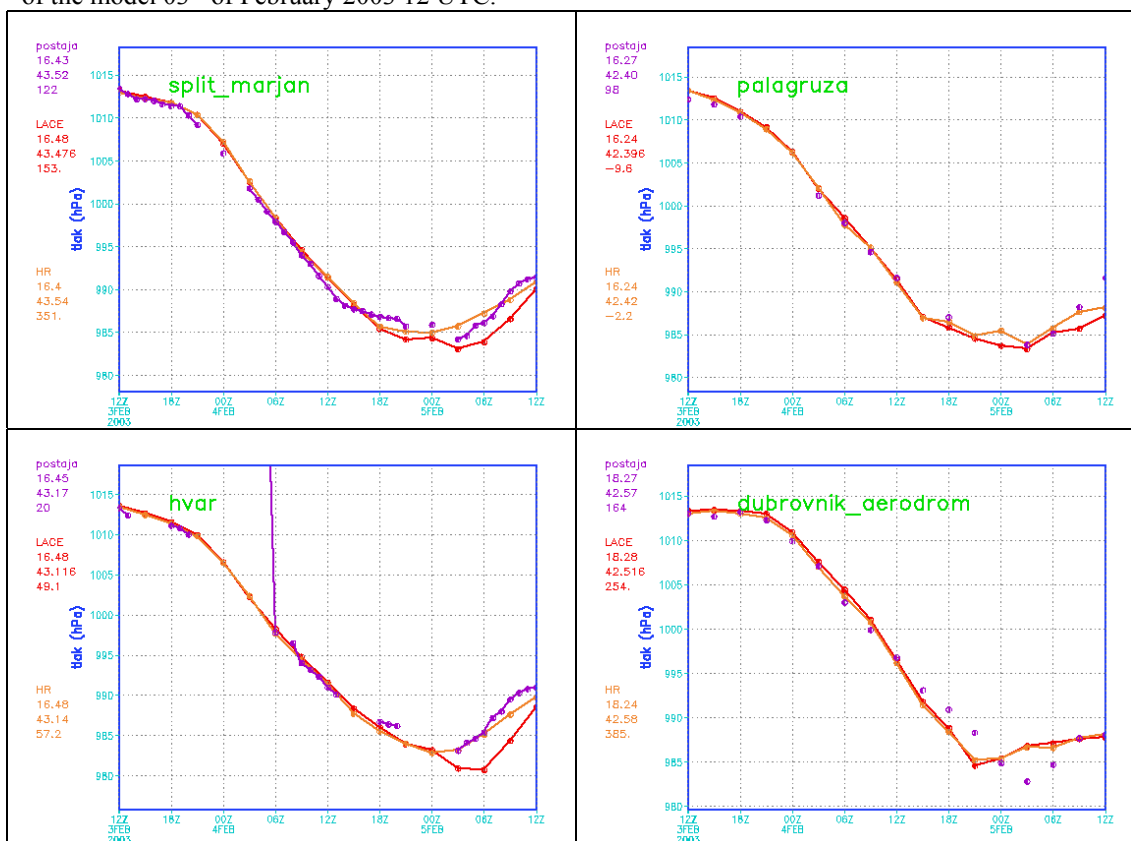 of the model 03 of February 2003 12 UTC.
split_marjan
postaja
16.43
43.52
122
LACE
16.48
43.476
153.
HR
16.4
43.54
351.
tlak (hPa)
1015
1010
1005
1000
995
990
985
980
12Z 18Z 00Z 06Z 12Z 18Z 00Z 06Z 12Z
3FEB 4FEB 5FEB
2003
palagruza
postaja
16.27
42.40
98
LACE
16.24
42.396
-9.6
HR
16.24
42.42
-2.2
tlak (hPa)
1015
1010
1005
1000
995
990
985
980
12Z 18Z 00Z 06Z 12Z 18Z 00Z 06Z 12Z
3FEB 4FEB 5FEB
2003
hvar
postaja
16.45
43.17
20
LACE
16.48
43.116
49.1
HR
16.48
43.14
57.2
tlak (hPa)
1015
1010
1005
1000
995
990
985
980
12Z 18Z 00Z 06Z 12Z 18Z 00Z 06Z 12Z
3FEB 4FEB 5FEB
2003
dubrovnik_aerodrom
postaja
18.27
42.57
164
LACE
18.28
42.516
254.
HR
18.24
42.58
385.
tlak (hPa)
1015
1010
1005
1000
995
990
985
980
12Z 18Z 00Z 06Z 12Z 18Z 00Z 06Z 12Z
3FEB 4FEB 5FEB
2003